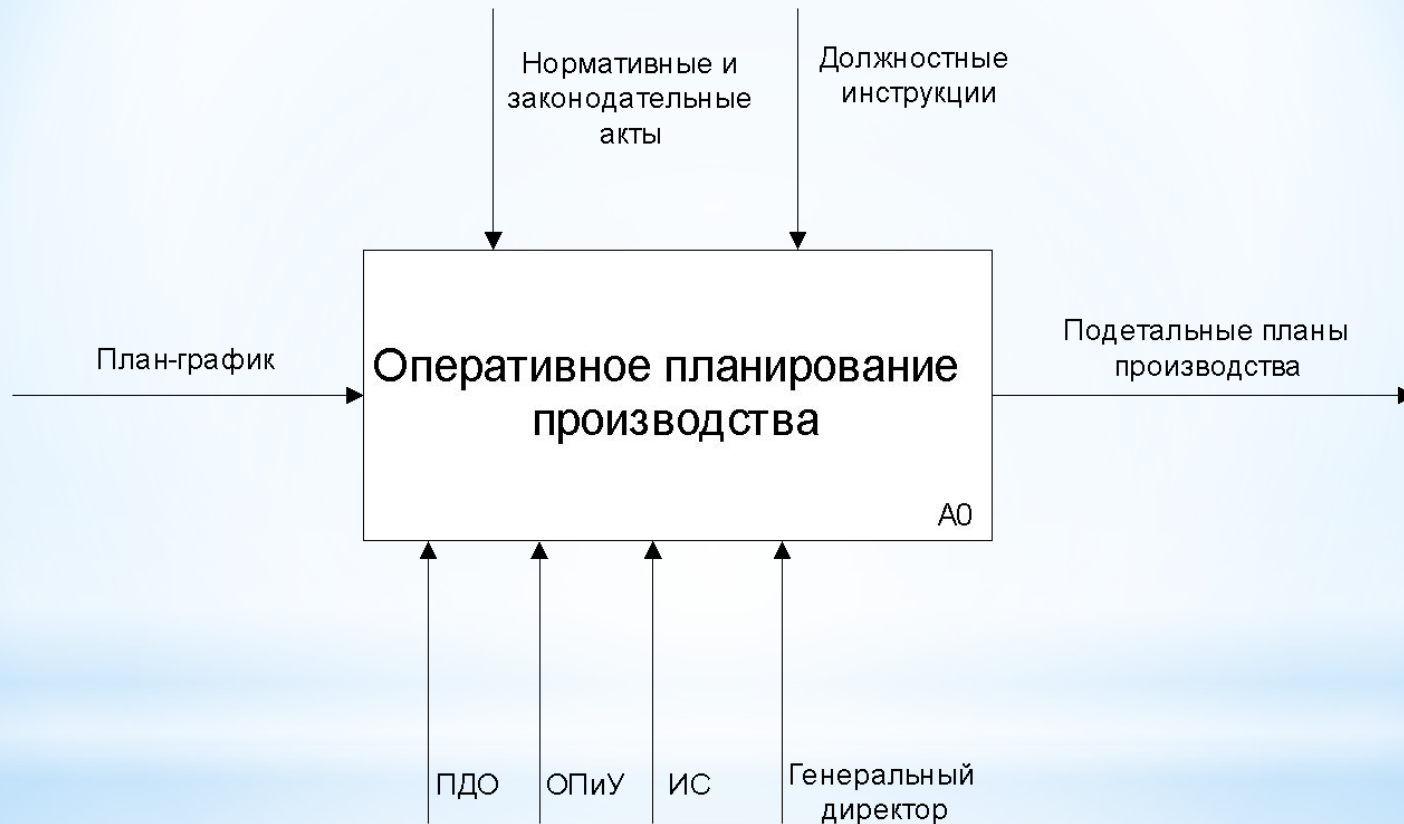 Нормативные и
законодательные
акты
Должностные
инструкции
План-график
Оперативное планирование
производства
А0
Подетальные планы
производства
ПДО
ОПиУ
ИС
Генеральный
директор